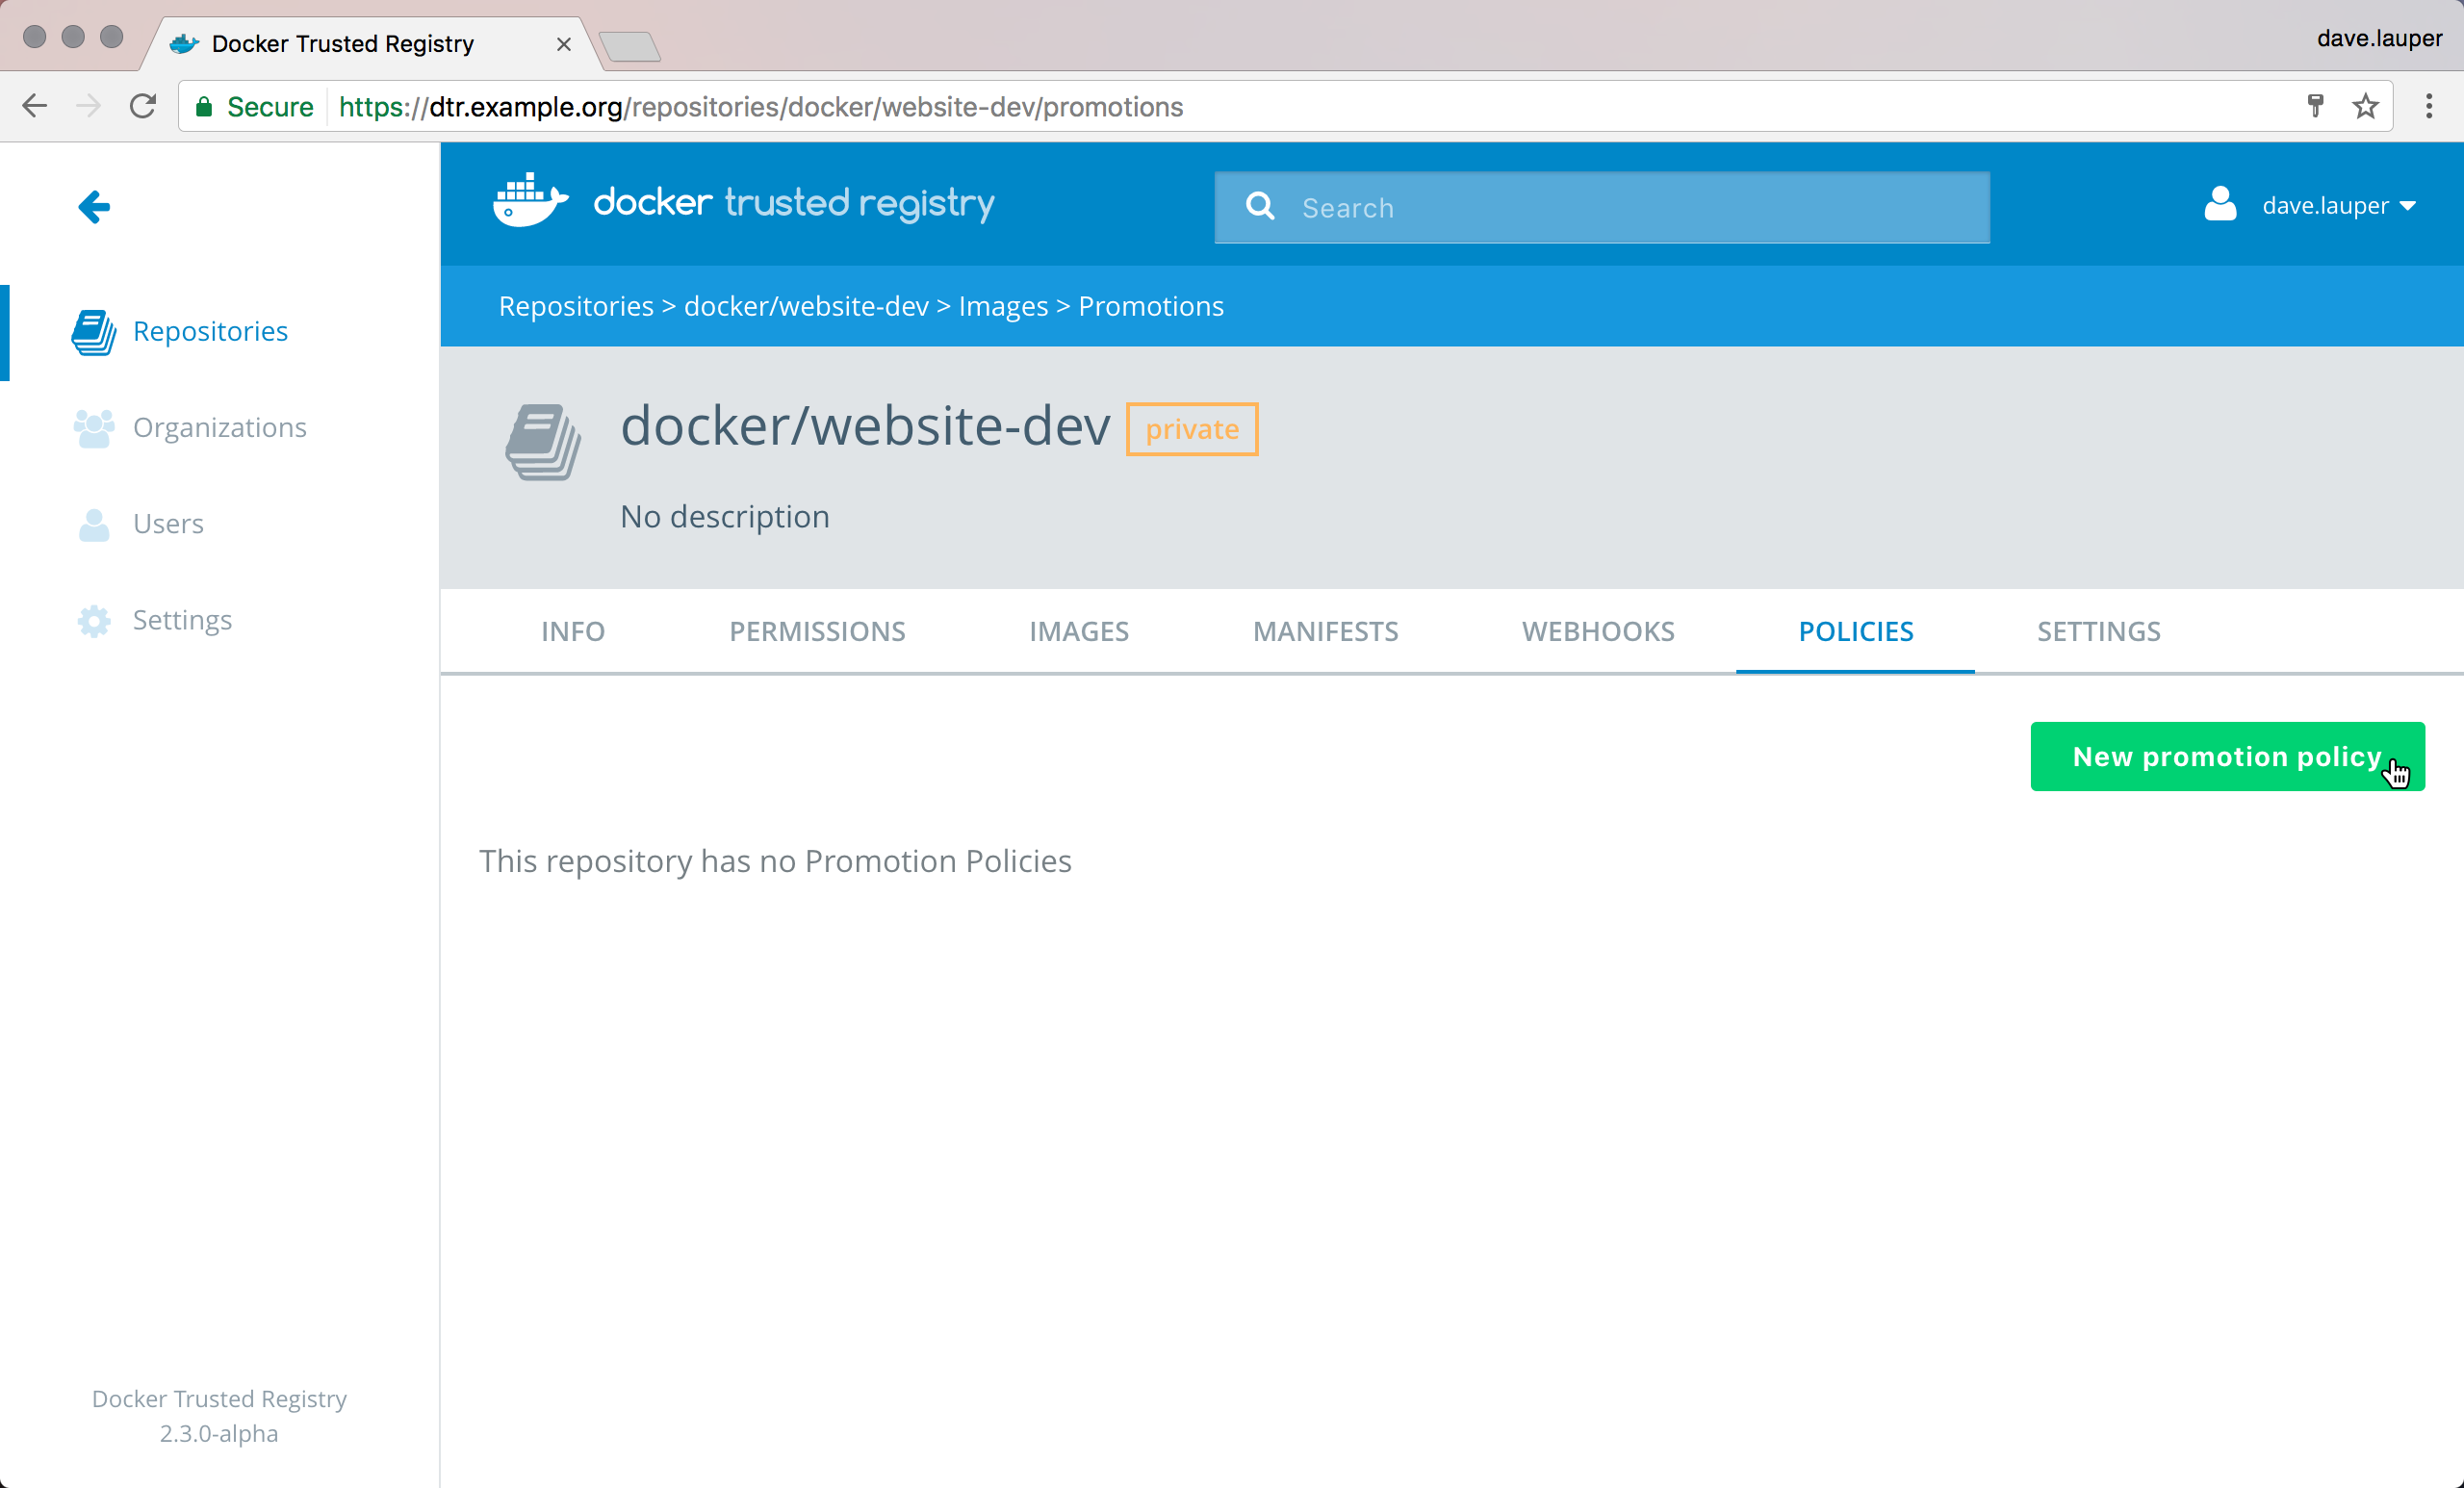 Docker Trusted Registry
dave.lauper
Secure
https://dtr.example.org/repositories/docker/website-dev/promotions
docker trusted registry
Search
dave.lauper
Repositories > docker/website-dev > Images > Promotions
Repositories
Organizations
Users
Settings
docker/website-dev
private
No description
INFO
PERMISSIONS
IMAGES
MANIFESTS
WEBHOOKS
POLICIES
SETTINGS
New promotion policy
This repository has no Promotion Policies
Docker Trusted Registry
2.3.0-alpha